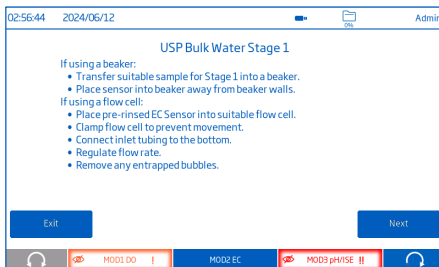 02:56:44 2024/06/12 0% Admin
USP Bulk Water Stage 1
If using a beaker:
• Transfer suitable sample for Stage 1 into a beaker.
• Place sensor into beaker away from beaker walls.
If using a flow cell:
• Place pre-rinsed EC Sensor into suitable flow cell.
• Clamp flow cell to prevent movement.
• Connect inlet tubing to the bottom.
• Regulate flow rate.
• Remove any entrapped bubbles.
Exit Next
MOD1 DO ! MOD2 EC MOD3 pH/ISE !!